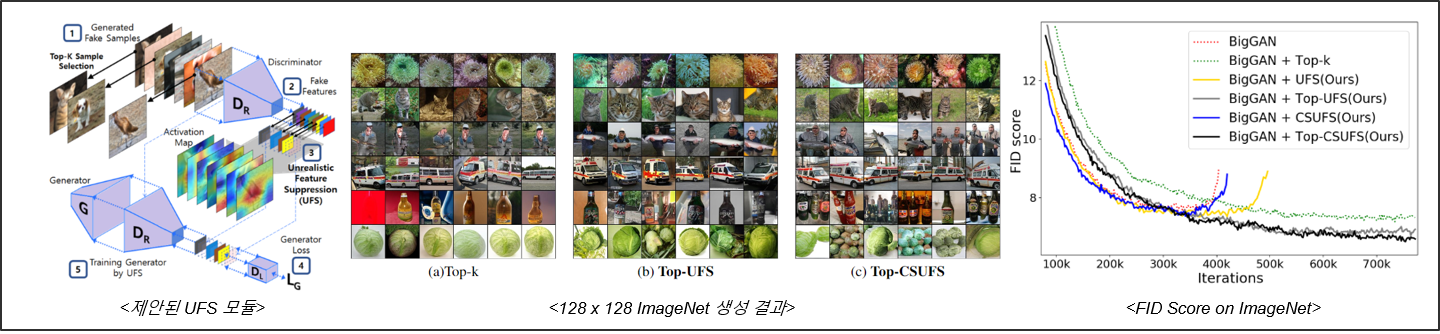 1
Generated
Fake Samples
Top-K Sample
Selection
Discriminator
D_R
2
Fake
Features
Activation
Map
3
Unrealistic
Feature
Suppression
(UFS)
Generator
G
D_R
Generator
Loss
4
5
Training Generator
by UFS
D_L
L_G
<제안된 UFS 모듈>
(a)Top-k
(b) Top-UFS
(c) Top-CSUFS
<128 x 128 ImageNet 생성 결과>
BigGAN
BigGAN + Top-k
BigGAN + UFS(Ours)
BigGAN + Top-UFS(Ours)
BigGAN + CSUFS(Ours)
BigGAN + Top-CSUFS(Ours)
FID score
12
10
8
100k 200k 300k 400k 500k 600k 700k
Iterations
<FID Score on ImageNet>